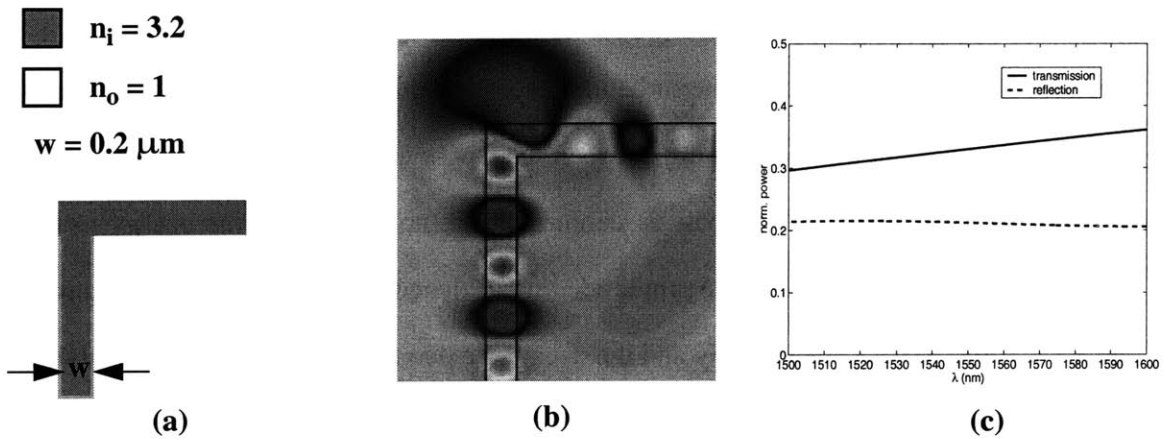 n_i = 3.2
n_o = 1
w = 0.2 μm
w
(a)
(b)
0.5
0.4
0.3
0.2
0.1
0
norm. power
transmission
reflection
1500 1510 1520 1530 1540 1550 1560 1570 1580 1590 1600
λ (nm)
(c)